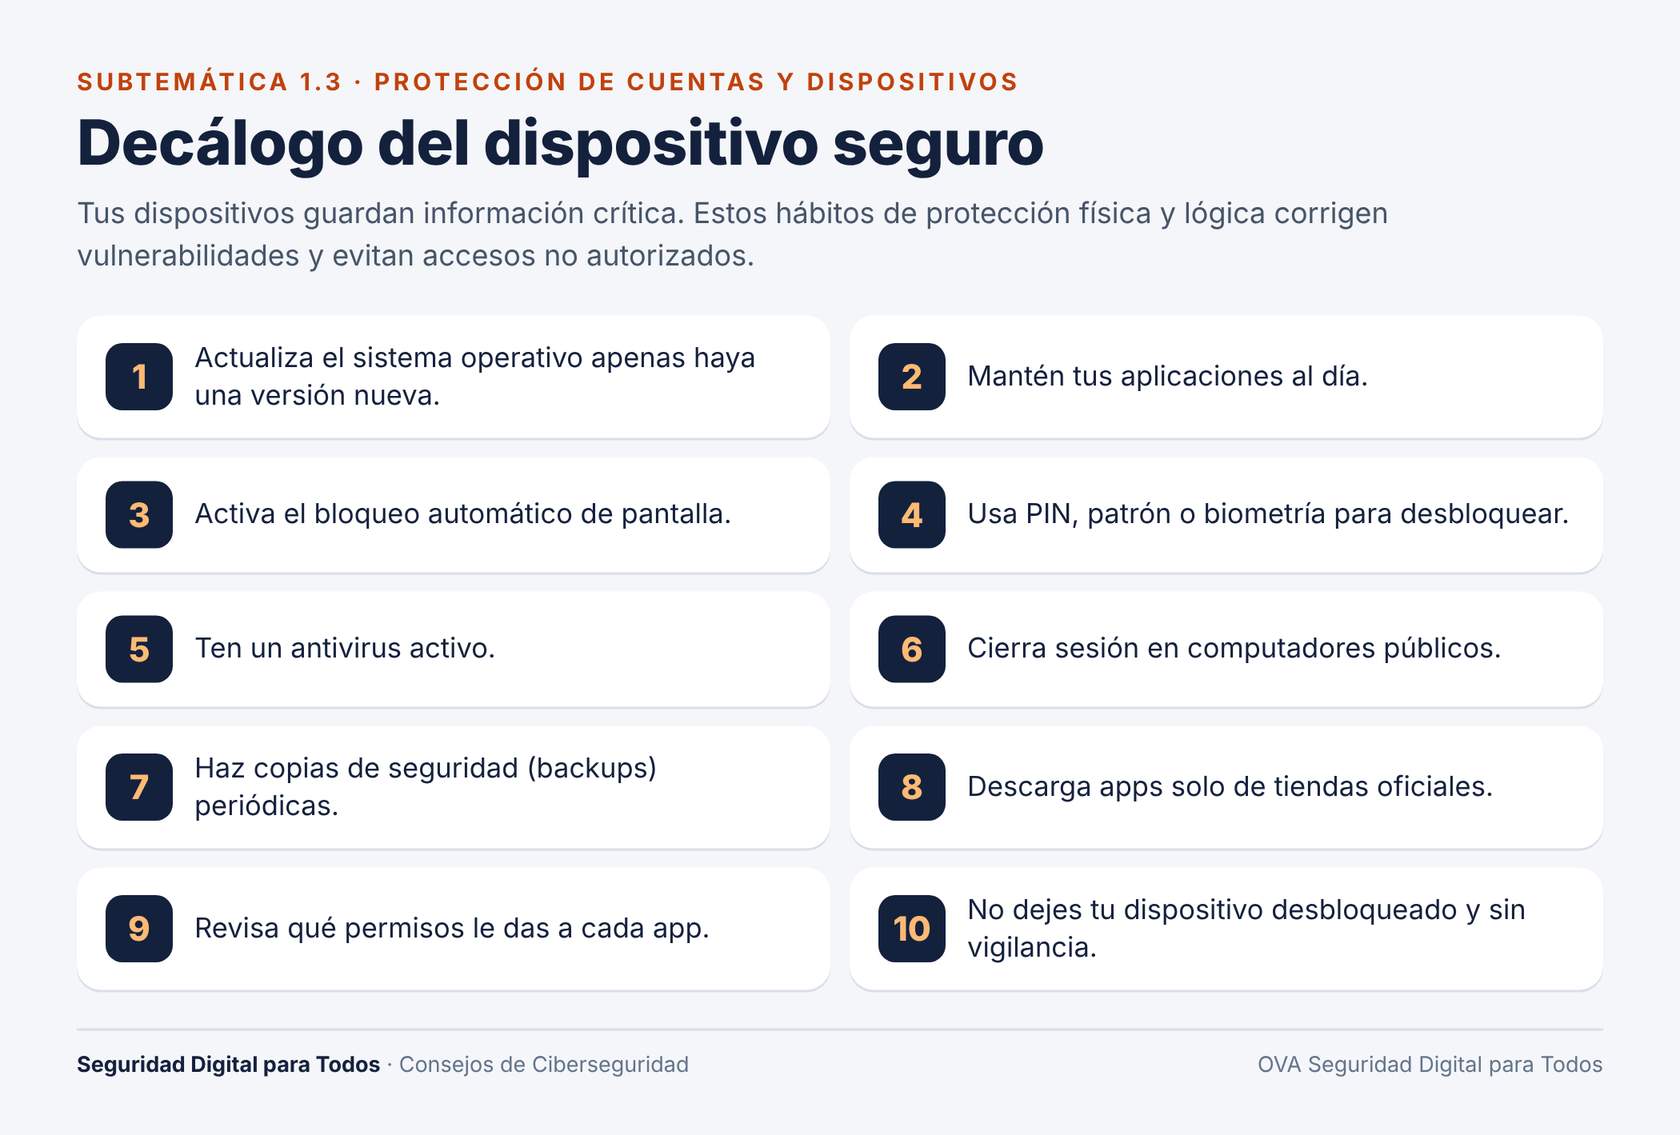 SUBTEMÁTICA 1.3 · PROTECCIÓN DE CUENTAS Y DISPOSITIVOS
Decálogo del dispositivo seguro
Tus dispositivos guardan información crítica. Estos hábitos de protección física y lógica corrigen
vulnerabilidades y evitan accesos no autorizados.
1
Actualiza el sistema operativo apenas haya
una versión nueva.
2
Mantén tus aplicaciones al día.
3
Activa el bloqueo automático de pantalla.
4
Usa PIN, patrón o biometría para desbloquear.
5
Ten un antivirus activo.
6
Cierra sesión en computadores públicos.
7
Haz copias de seguridad (backups)
periódicas.
8
Descarga apps solo de tiendas oficiales.
9
Revisa qué permisos le das a cada app.
10
No dejes tu dispositivo desbloqueado y sin
vigilancia.
Seguridad Digital para Todos · Consejos de Ciberseguridad
OVA Seguridad Digital para Todos